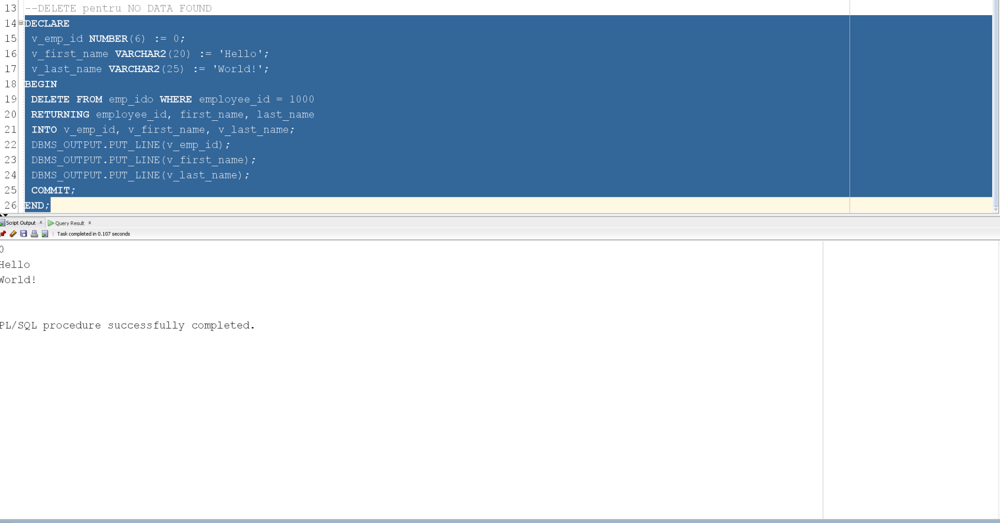 13 --DELETE pentru NO DATA FOUND
14 DECLARE
15 v_emp_id NUMBER(6) := 0;
16 v_first_name VARCHAR2(20) := 'Hello';
17 v_last_name VARCHAR2(25) := 'World!';
18 BEGIN
19 DELETE FROM emp_ido WHERE employee_id = 1000
20 RETURNING employee_id, first_name, last_name
21 INTO v_emp_id, v_first_name, v_last_name;
22 DBMS_OUTPUT.PUT_LINE(v_emp_id);
23 DBMS_OUTPUT.PUT_LINE(v_first_name);
24 DBMS_OUTPUT.PUT_LINE(v_last_name);
25 COMMIT;
26 END;
Script Output x Query Result x
Task completed in 0.107 seconds
0
Hello
World!
PL/SQL procedure successfully completed.